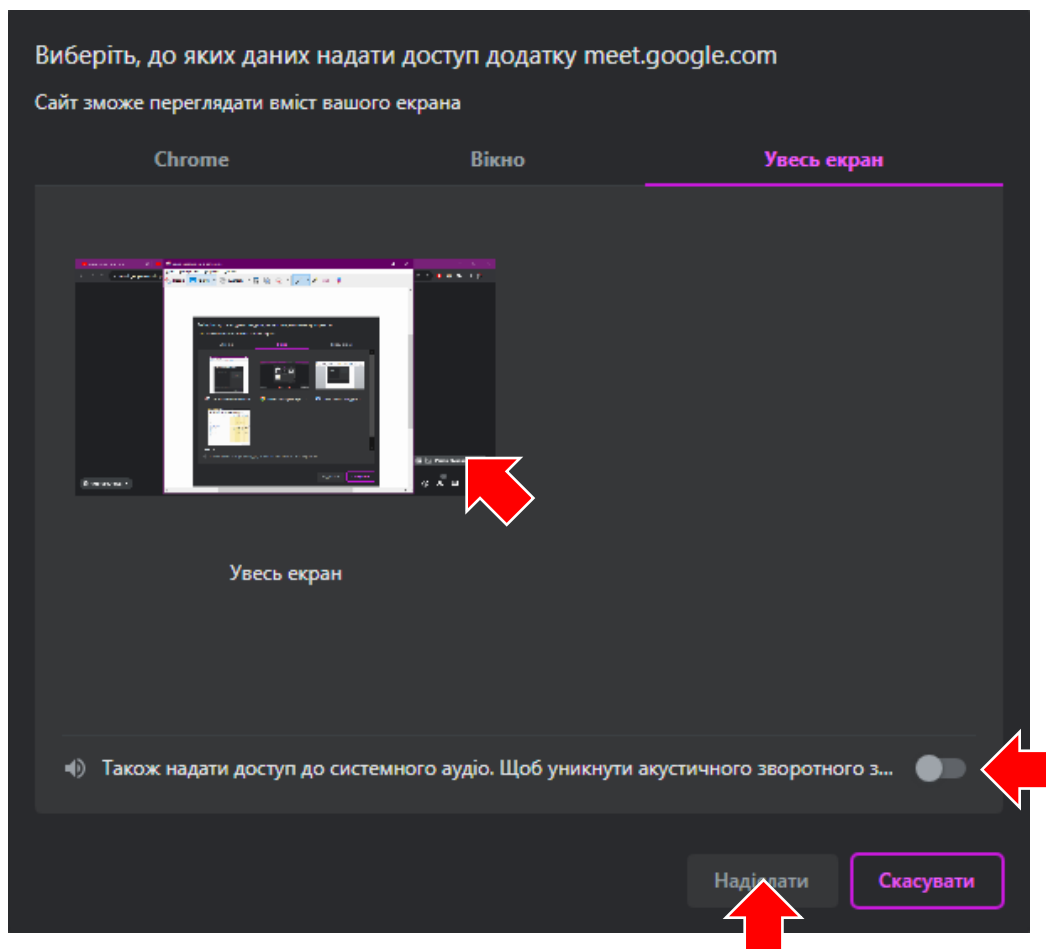 Виберіть, до яких даних надати доступ додатку meet.google.com
Сайт зможе переглядати вміст вашого екрана
Chrome Вікно Увесь екран
Увесь екран
Також надати доступ до системного аудіо. Щоб уникнути акустичного зворотного з...
Надіслати Скасувати